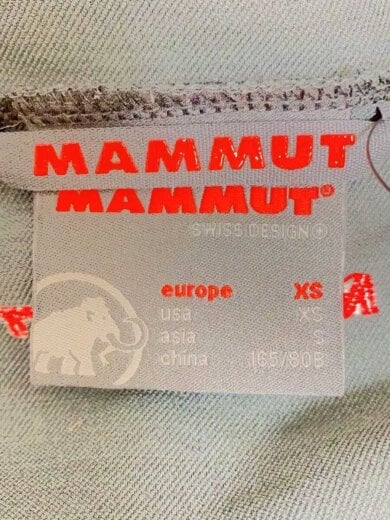 MAMMUT
MAMMUT®
SWISS DESIGN
europe XS
usa XS
asia S
china 165/80B